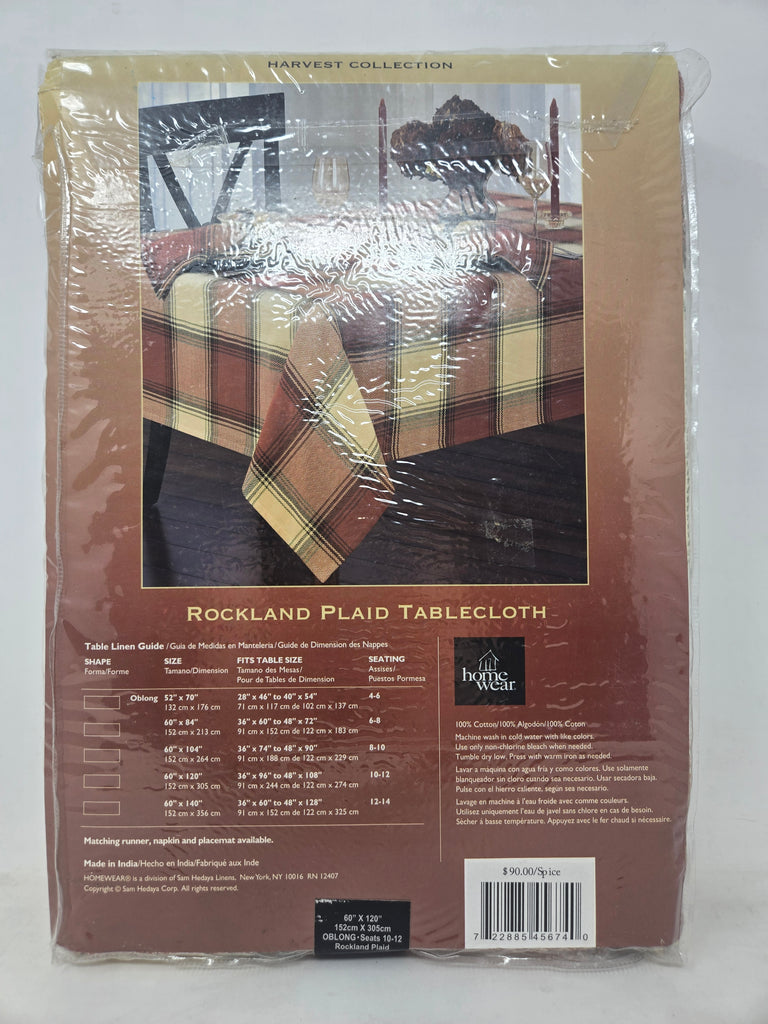 HARVEST COLLECTION
ROCKLAND PLAID TABLECLOTH
Table Linen Guide / Guia de Medidas en Manteleria / Guide de Dimension des Nappes
SHAPE SIZE FITS TABLE SIZE SEATING
Forma/Forme Tamano/Dimension Tamano des Mesas/ Assises/
Pour de Tables de Dimension Puestos Pormesa
Oblong 52" x 70" 28" x 46" to 40" x 54" 4-6
132 cm x 176 cm 71 cm x 117 cm de 102 cm x 137 cm
60" x 84" 36" x 60" to 48" x 72" 6-8
152 cm x 213 cm 91 cm x 152 cm de 122 cm x 183 cm
60" x 104" 36" x 74" to 48" x 90" 8-10
152 cm x 264 cm 91 cm x 188 cm de 122 cm x 229 cm
60" x 120" 36" x 96" to 48" x 108" 10-12
152 cm x 305 cm 91 cm x 244 cm de 122 cm x 274 cm
60" x 140" 36" x 60" to 48" x 128" 12-14
152 cm x 356 cm 91 cm x 152 cm de 122 cm x 325 cm
Matching runner, napkin and placemat available.
Made in India/Hecho en India/Fabriqué aux Inde
HOMEWEAR® is a division of Sam Hedaya Linens, New York, NY 10016 RN 12407
Copyright © Sam Hedaya Corp. All rights reserved.
home
wear
100% Cotton/100% Algodón/100% Coton
Machine wash in cold water with like colors.
Use only non-chlorine bleach when needed.
Tumble dry low. Press with warm iron as needed.
Lavar a máquina con agua fria y como colores. Use solamente
blanqueador sin cloro cuándo sea necesario. Usar secadora baja.
Pulse con el hierro caliente, según sea necesario.
Lavage en machine à l'eau froide avec comme couleurs.
Utilisez uniquement l'eau de javel sans chlore en cas de besoin.
Sécher à basse température. Appuyez avec le fer chaud si nécessaire.
$90.00/Spice
7 22885 45674 0
60" X 120"
152cm X 305cm
OBLONG•Seats 10-12
Rockland Plaid